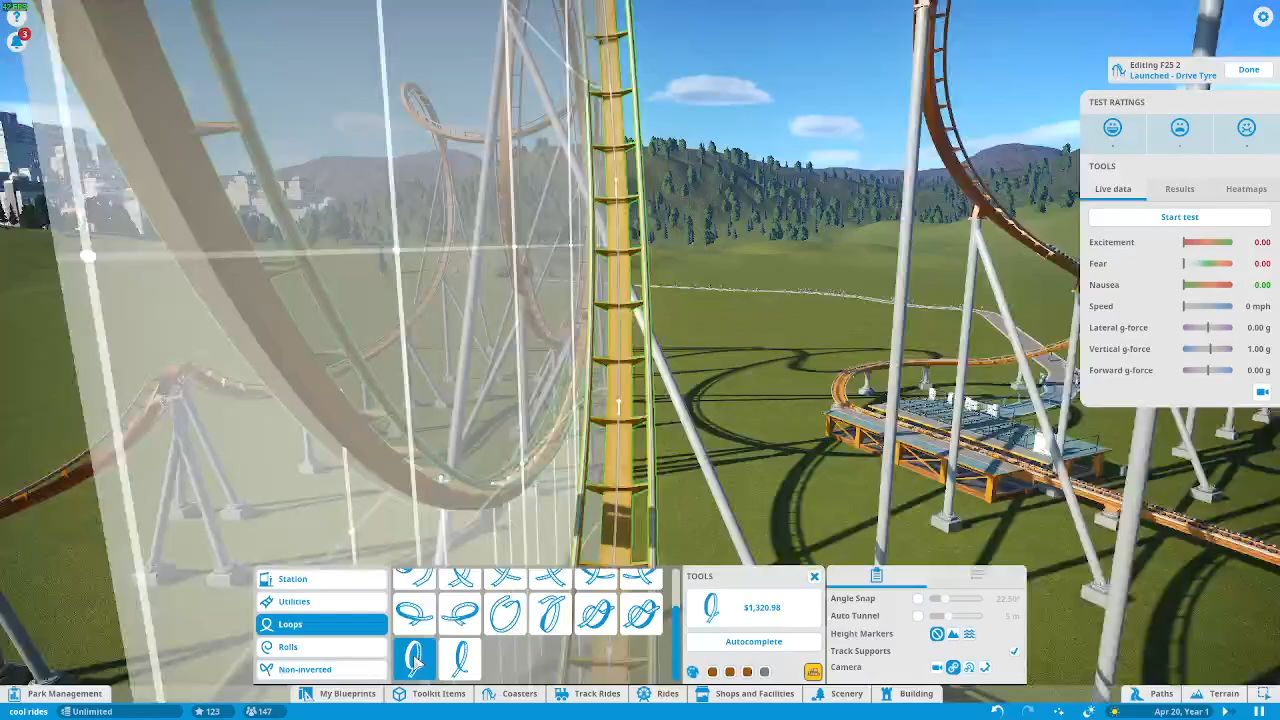 ?
3
Editing F25 2
Launched - Drive Tyre
Done
TEST RATINGS
TOOLS
Live data
Results
Heatmaps
Start test
Excitement 0.00
Fear 0.00
Nausea 0.00
Speed 0 mph
Lateral g-force 0.00 g
Vertical g-force 1.00 g
Forward g-force 0.00 g
Station
Utilities
Loops
Rolls
Non-inverted
TOOLS
$1,320.98
Autocomplete
Angle Snap 22.50°
Auto Tunnel 5 m
Height Markers
Track Supports
Camera
Park Management
My Blueprints
Toolkit Items
Coasters
Track Rides
Rides
Shops and Facilities
Scenery
Building
Paths
Terrain
cool rides
Unlimited
123
147
Apr 20, Year 1